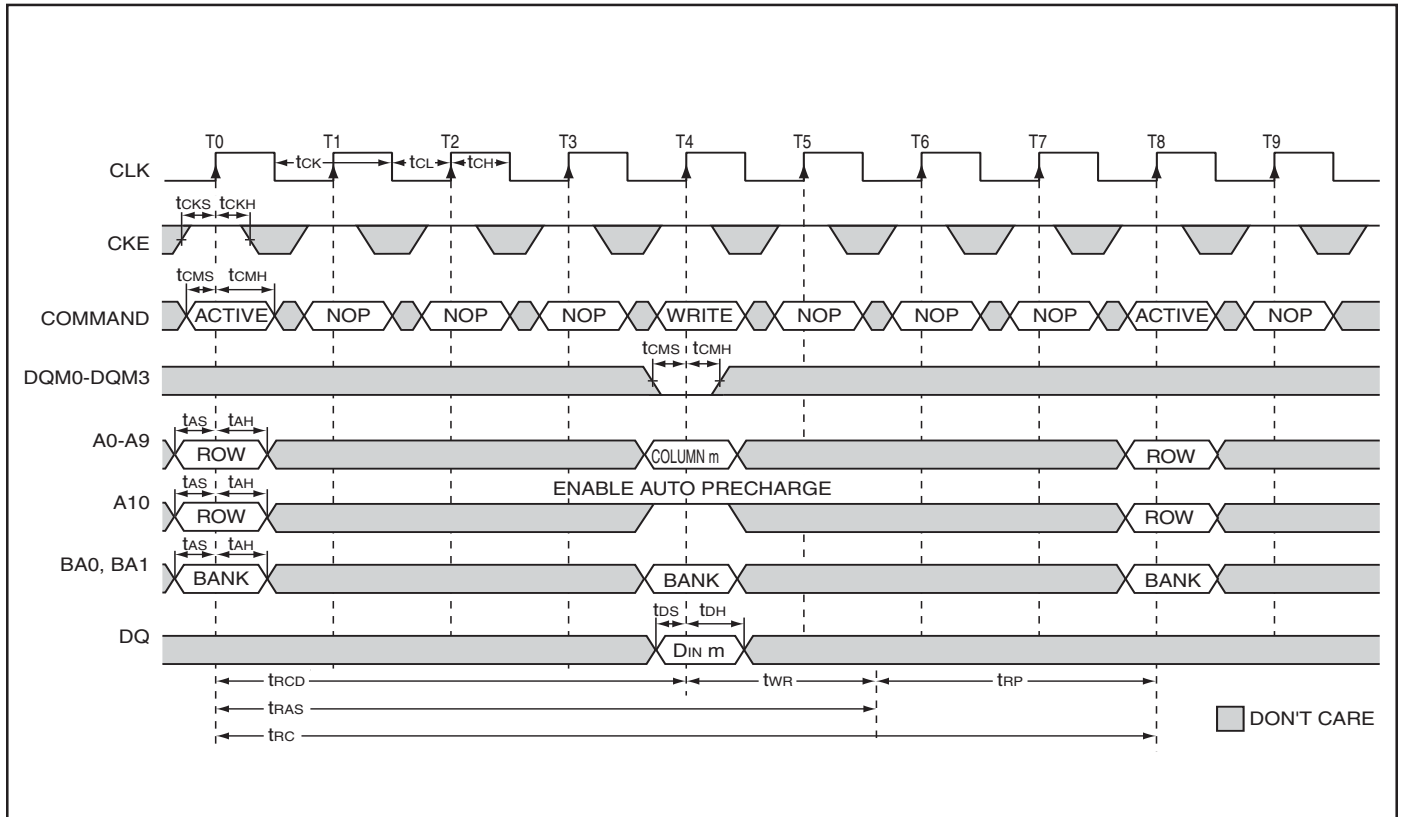 T0 T1 T2 T3 T4 T5 T6 T7 T8 T9
CLK tCK tCL tCH
tCKS tCKH
CKE
tCMS tCMH
COMMAND ACTIVE NOP NOP NOP WRITE NOP NOP NOP ACTIVE NOP
tCMS tCMH
DQM0-DQM3
tAS tAH
A0-A9 ROW COLUMN m ROW
tAS tAH ENABLE AUTO PRECHARGE
A10 ROW ROW
tAS tAH
BA0, BA1 BANK BANK BANK
tDS tDH
DQ DIN m
tRCD tWR tRP
tRAS
DON'T CARE
tRC